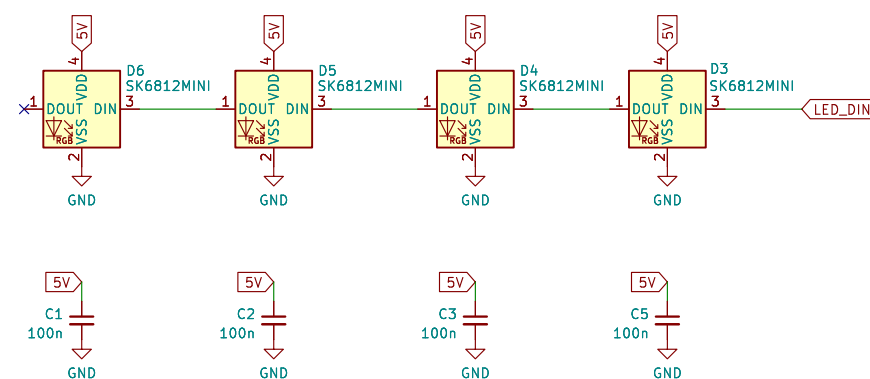 5V 5V 5V 5V
4 4 4 4
D6 D5 D4 D3
SK6812MINI SK6812MINI SK6812MINI SK6812MINI
VDD VDD VDD VDD
1 DOUT DIN 3 1 DOUT DIN 3 1 DOUT DIN 3 1 DOUT DIN 3 LED_DIN
RGB VSS RGB VSS RGB VSS RGB VSS
2 2 2 2
GND GND GND GND
5V 5V 5V 5V
C1 C2 C3 C5
100n 100n 100n 100n
GND GND GND GND